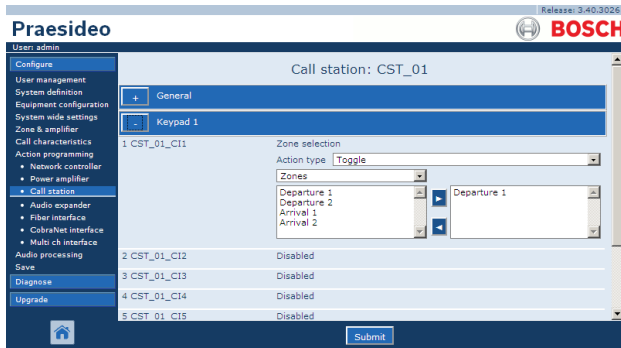 Release: 3.40.3026
Praesideo
BOSCH
User: admin
Configure
User management
System definition
Equipment configuration
System wide settings
Zone & amplifier
Call characteristics
Action programming
• Network controller
• Power amplifier
• Call station
• Audio expander
• Fiber interface
• CobraNet interface
• Multi ch interface
Audio processing
Save
Diagnose
Upgrade
Call station: CST_01
+ General
- Keypad 1
1 CST_01_CI1 Zone selection
Action type Toggle
Zones
Departure 1
Departure 2
Arrival 1
Arrival 2
Departure 1
2 CST_01_CI2 Disabled
3 CST_01_CI3 Disabled
4 CST_01_CI4 Disabled
5 CST_01_CI5 Disabled
Submit